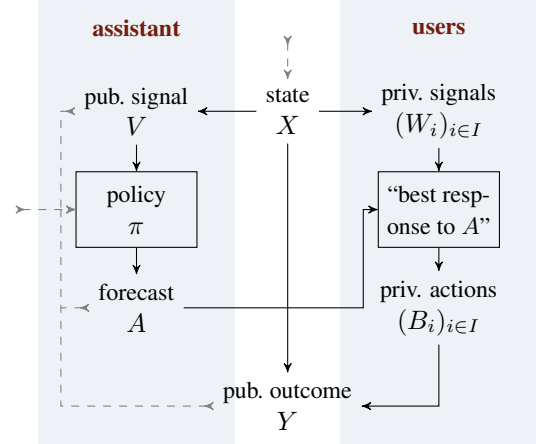 assistant
users
state
X
pub. signal
V
priv. signals
(W_i)_{i∈I}
policy
π
“best resp-
onse to A”
forecast
A
priv. actions
(B_i)_{i∈I}
pub. outcome
Y